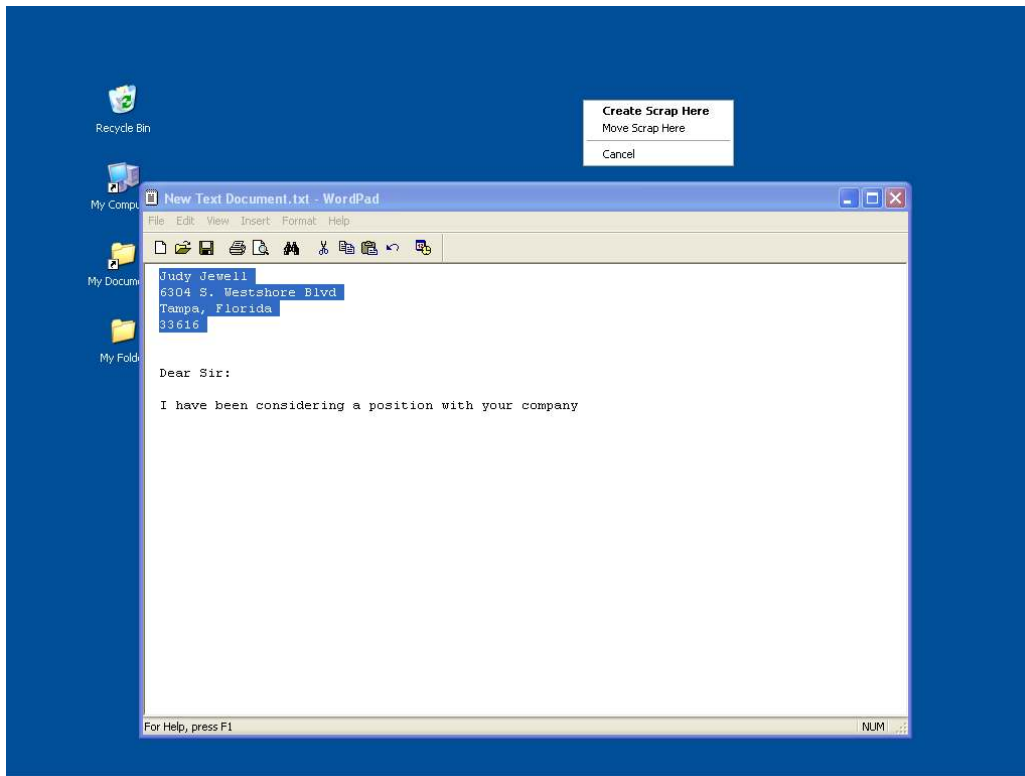 Recycle Bin
Create Scrap Here
Move Scrap Here
Cancel
My Compu
New Text Document.txt - WordPad
File Edit View Insert Format Help
My Docum
Judy Jewell
6304 S. Westshore Blvd
Tampa, Florida
33616
My Folde
Dear Sir:
I have been considering a position with your company
For Help, press F1
NUM